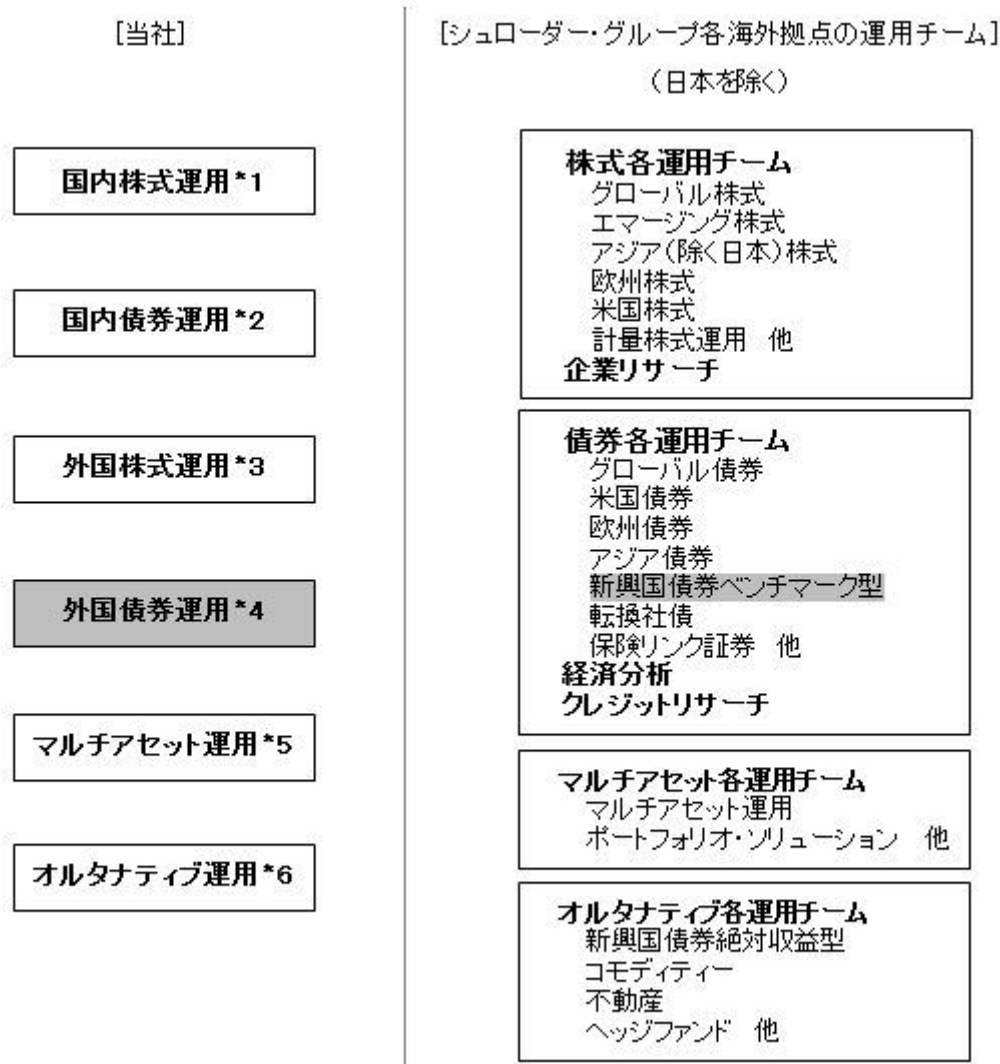 [当社]
国内株式運用*1
国内債券運用*2
外国株式運用*3
外国債券運用*4
マルチアセット運用*5
オルタナティブ運用*6
[シュローダー・グループ各海外拠点の運用チーム]
（日本を除く）
株式各運用チーム
グローバル株式
エマージング株式
アジア（除く日本）株式
欧州株式
米国株式
計量株式運用 他
企業リサーチ
債券各運用チーム
グローバル債券
米国債券
欧州債券
アジア債券
新興国債券ベンチマーク型
転換社債
保険リンク証券 他
経済分析
クレジットリサーチ
マルチアセット各運用チーム
マルチアセット運用
ポートフォリオ・ソリューション 他
オルタナティブ各運用チーム
新興国債券絶対収益型
コモディティー
不動産
ヘッジファンド 他